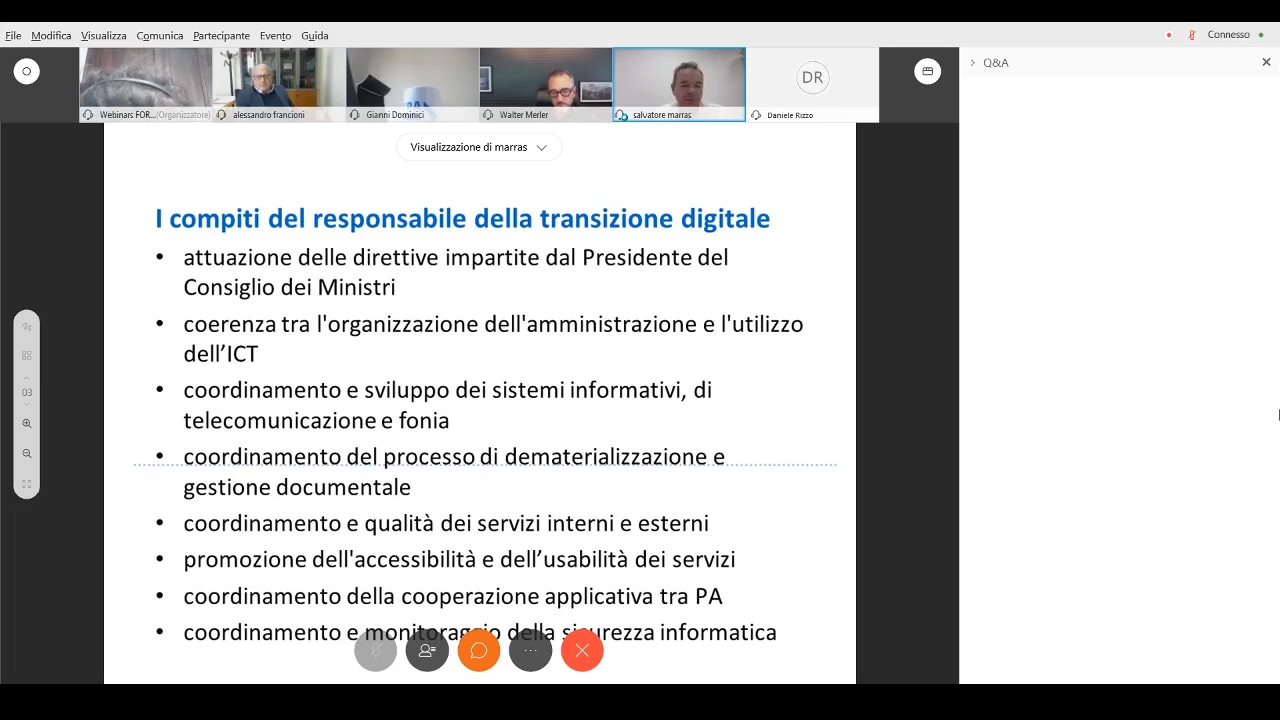 File Modifica Visualizza Comunica Partecipante Evento Guida
Connesso
Q&A
DR
Webinars FOR...(Organizzatore)
alessandro francioni
Gianni Dominici
Walter Merler
salvatore marras
Daniele Rizzo
Visualizzazione di marras
I compiti del responsabile della transizione digitale
• attuazione delle direttive impartite dal Presidente del
Consiglio dei Ministri
• coerenza tra l'organizzazione dell'amministrazione e l'utilizzo
dell’ICT
• coordinamento e sviluppo dei sistemi informativi, di
telecomunicazione e fonia
• coordinamento del processo di dematerializzazione e
gestione documentale
• coordinamento e qualità dei servizi interni e esterni
• promozione dell'accessibilità e dell’usabilità dei servizi
• coordinamento della cooperazione applicativa tra PA
• coordinamento e monitoraggio della sicurezza informatica
03